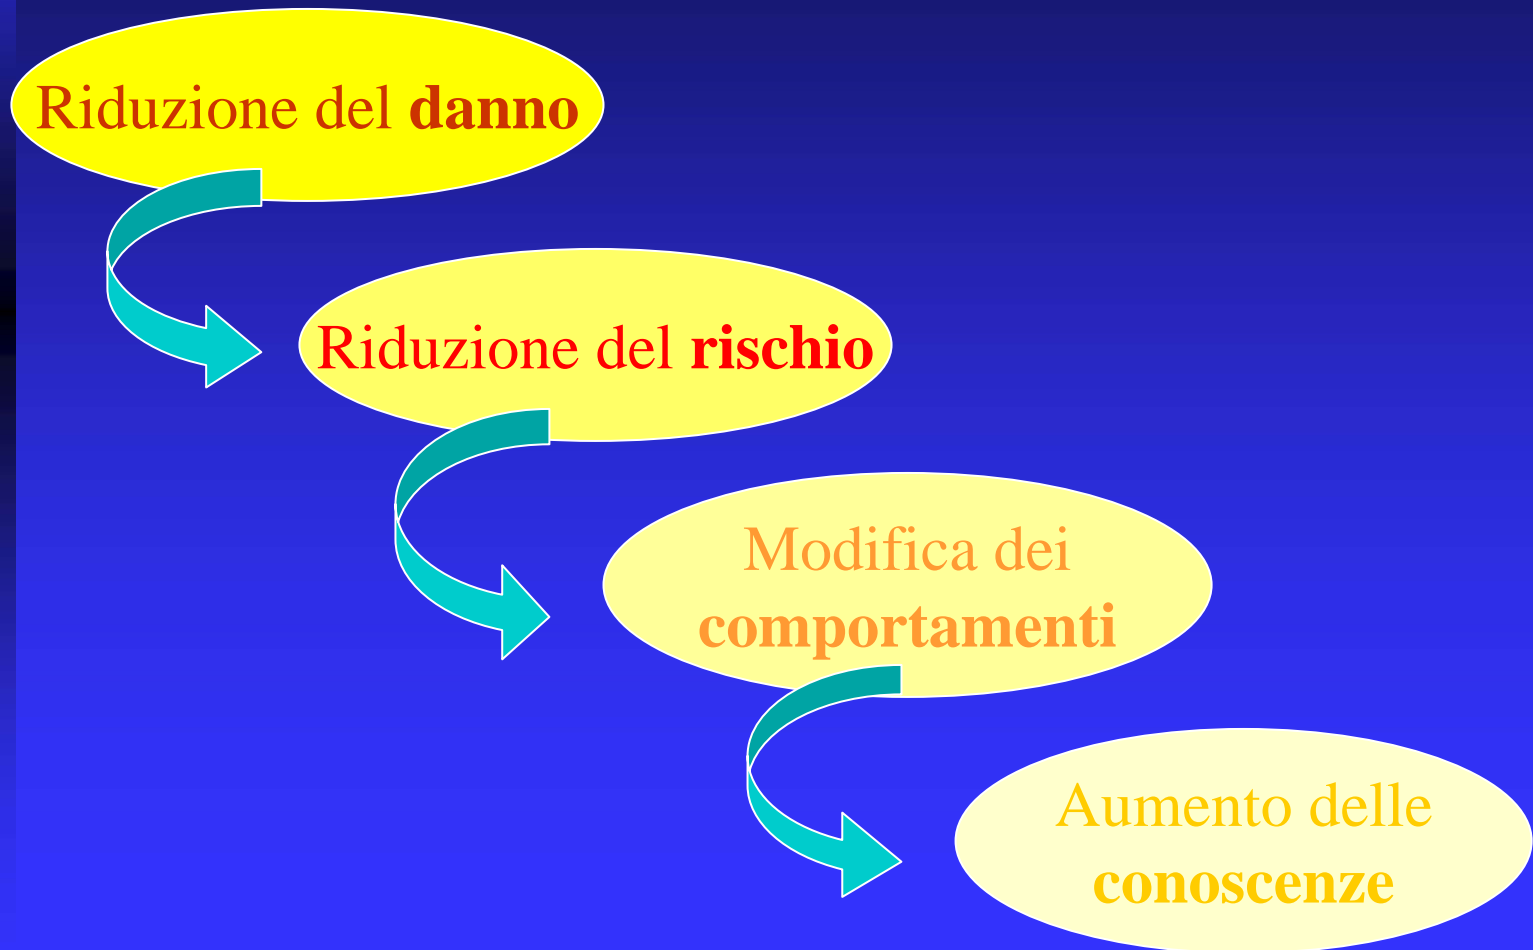 Riduzione del danno
Riduzione del rischio
Modifica dei
comportamenti
Aumento delle
conoscenze